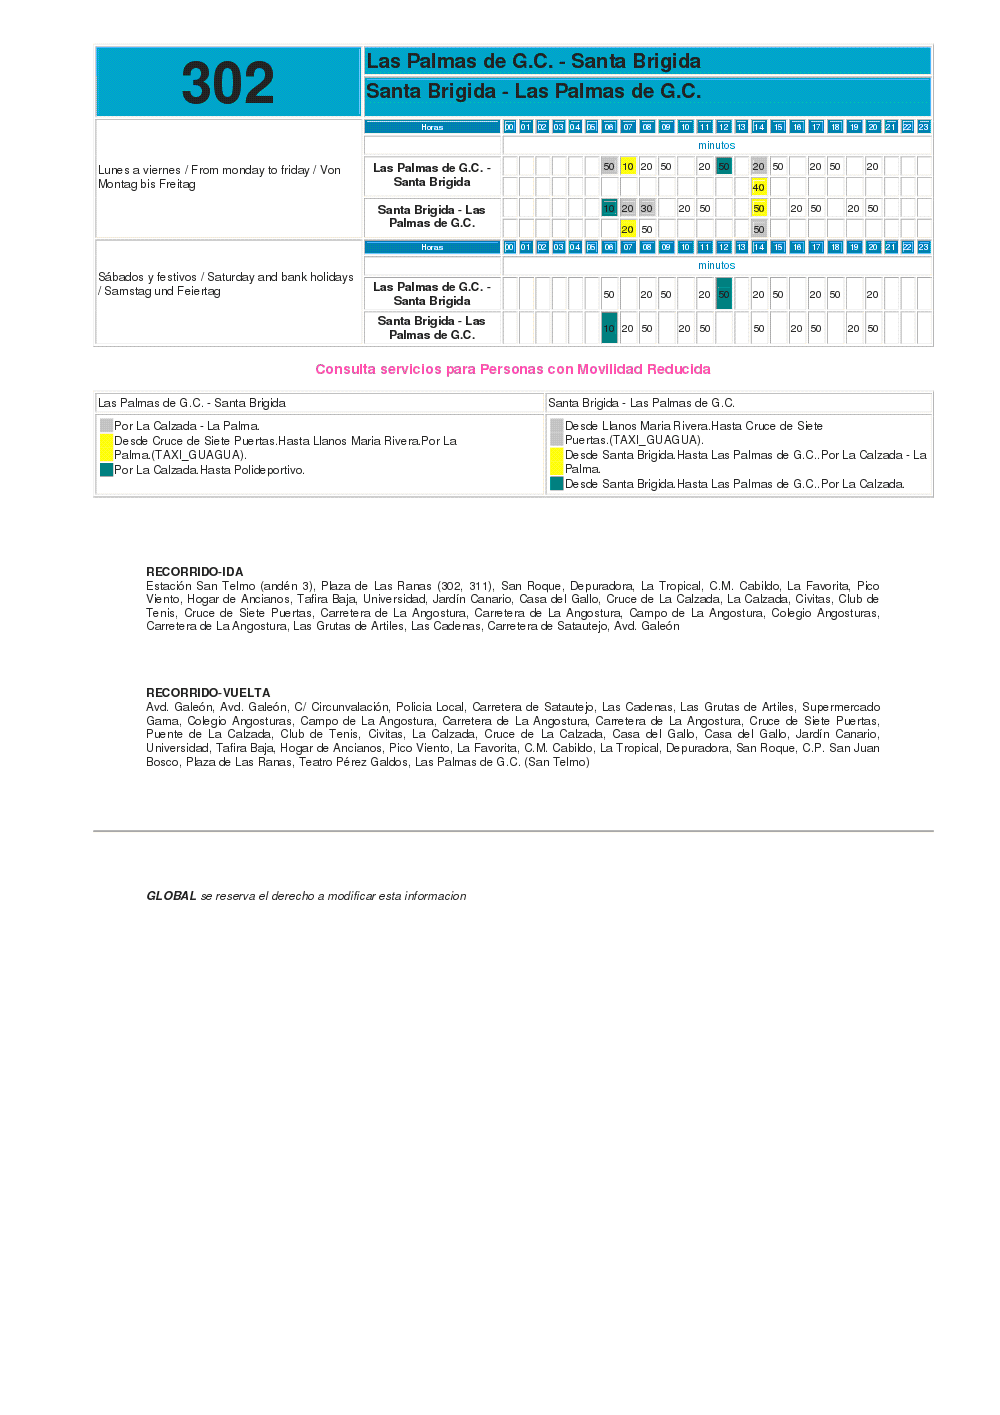 302
Las Palmas de G.C. - Santa Brigida
Santa Brigida - Las Palmas de G.C.
Lunes a viernes / From monday to friday / Von
Montag bis Freitag
Horas 00 01 02 03 04 05 06 07 08 09 10 11 12 13 14 15 16 17 18 19 20 21 22 23
minutos
Las Palmas de G.C. -
Santa Brigida
50 10 20 50 20 50 20 50 20 50 20
40
Santa Brigida - Las
Palmas de G.C.
10 20 30 20 50 50 20 50 20 50
20 50 50
Sábados y festivos / Saturday and bank holidays
/ Samstag und Feiertag
Horas 00 01 02 03 04 05 06 07 08 09 10 11 12 13 14 15 16 17 18 19 20 21 22 23
minutos
Las Palmas de G.C. -
Santa Brigida
50 20 50 20 50 20 50 20 50 20
Santa Brigida - Las
Palmas de G.C.
10 20 50 20 50 50 20 50 20 50
Consulta servicios para Personas con Movilidad Reducida
Las Palmas de G.C. - Santa Brigida
Por La Calzada - La Palma.
Desde Cruce de Siete Puertas.Hasta Llanos Maria Rivera.Por La
Palma.(TAXI_GUAGUA).
Por La Calzada.Hasta Polideportivo.
Santa Brigida - Las Palmas de G.C.
Desde Llanos Maria Rivera.Hasta Cruce de Siete
Puertas.(TAXI_GUAGUA).
Desde Santa Brigida.Hasta Las Palmas de G.C..Por La Calzada - La
Palma.
Desde Santa Brigida.Hasta Las Palmas de G.C..Por La Calzada.
RECORRIDO-IDA
Estación San Telmo (andén 3), Plaza de Las Ranas (302, 311), San Roque, Depuradora, La Tropical, C.M. Cabildo, La Favorita, Pico
Viento, Hogar de Ancianos, Tafira Baja, Universidad, Jardín Canario, Casa del Gallo, Cruce de La Calzada, La Calzada, Civitas, Club de
Tenis, Cruce de Siete Puertas, Carretera de La Angostura, Carretera de La Angostura, Campo de La Angostura, Colegio Angosturas,
Carretera de La Angostura, Las Grutas de Artiles, Las Cadenas, Carretera de Satautejo, Avd. Galeón
RECORRIDO-VUELTA
Avd. Galeón, Avd. Galeón, C/ Circunvalación, Policia Local, Carretera de Satautejo, Las Cadenas, Las Grutas de Artiles, Supermercado
Gama, Colegio Angosturas, Campo de La Angostura, Carretera de La Angostura, Carretera de La Angostura, Cruce de Siete Puertas,
Puente de La Calzada, Club de Tenis, Civitas, La Calzada, Cruce de La Calzada, Casa del Gallo, Casa del Gallo, Jardín Canario,
Universidad, Tafira Baja, Hogar de Ancianos, Pico Viento, La Favorita, C.M. Cabildo, La Tropical, Depuradora, San Roque, C.P. San Juan
Bosco, Plaza de Las Ranas, Teatro Pérez Galdos, Las Palmas de G.C. (San Telmo)
GLOBAL se reserva el derecho a modificar esta informacion